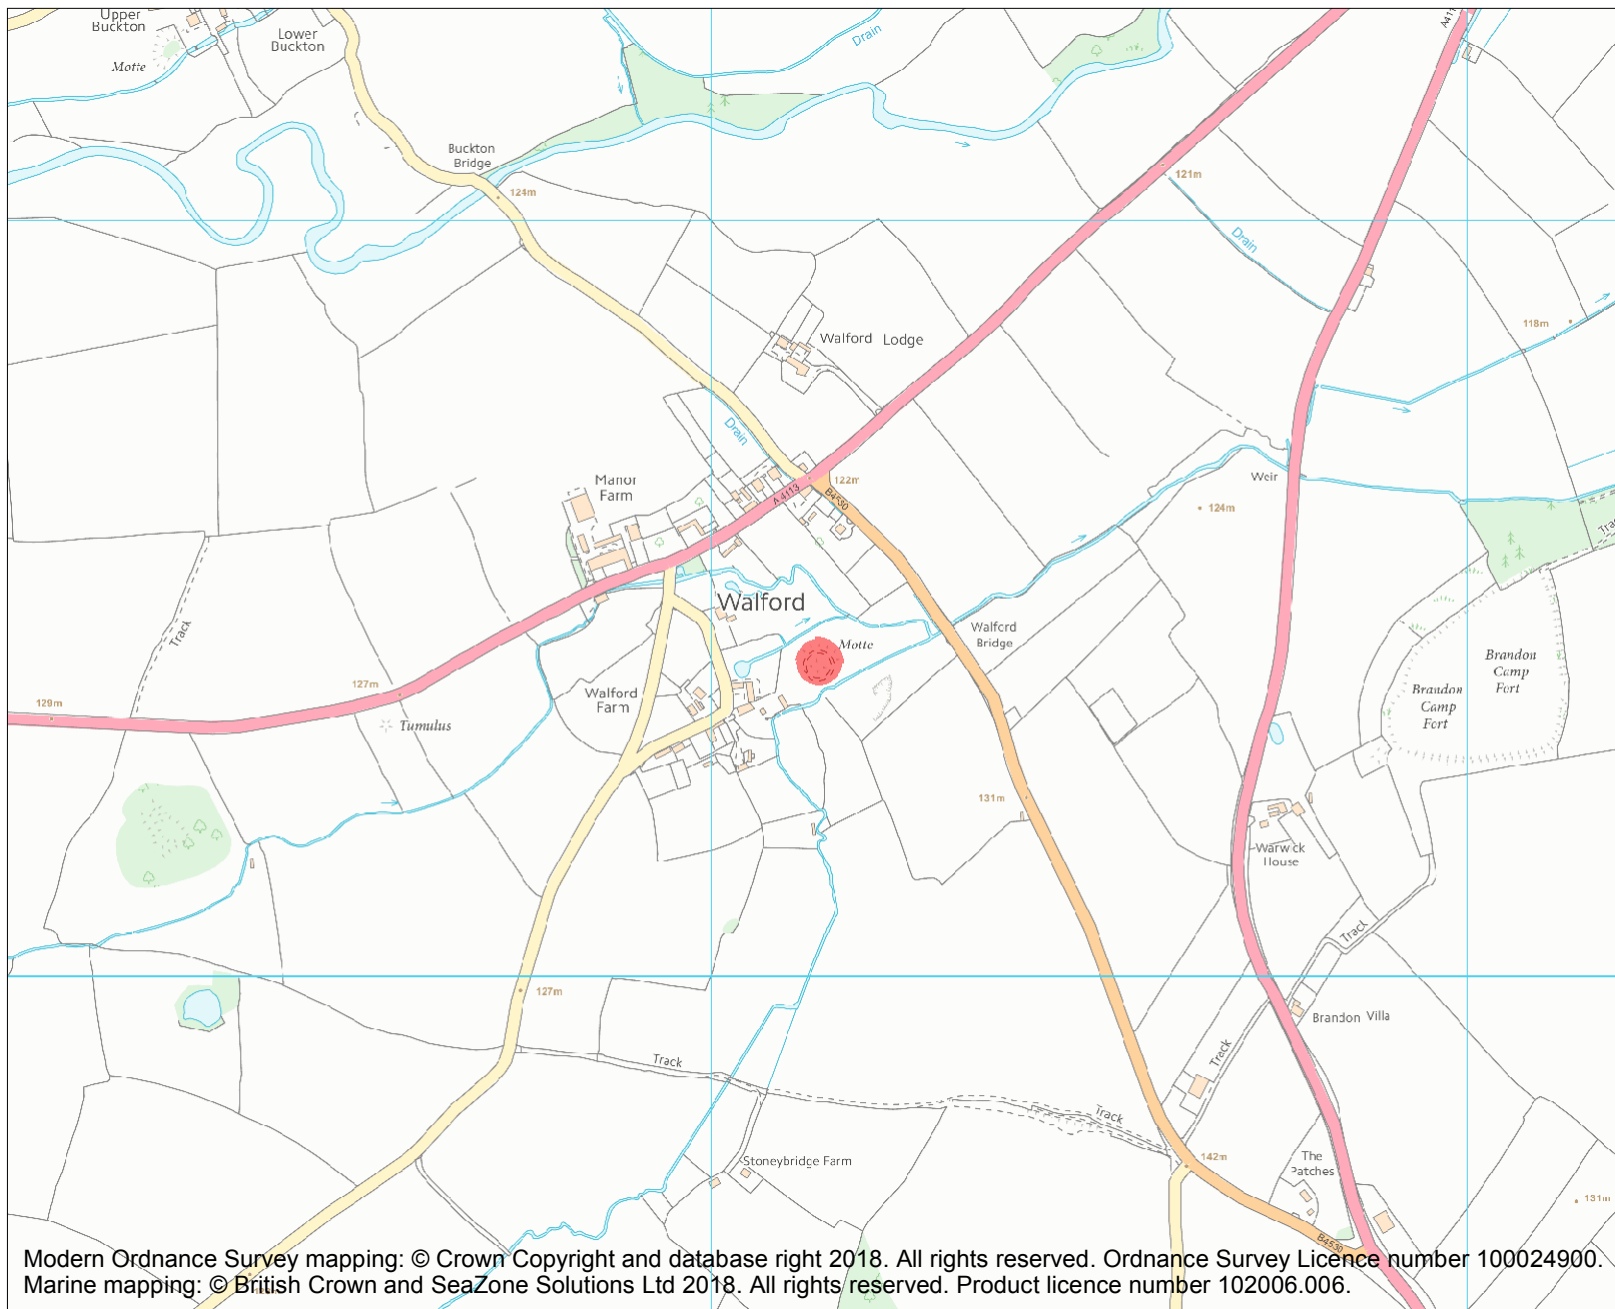 Upper
Buckton
Lower
Buckton
Motte
Drain
A411
Buckton
Bridge
124m
121m
Drain
118m
Walford Lodge
Drain
Manor
Farm
122m
A 4113
B4530
Weir
124m
Track
Walford
Walford
Bridge
Motte
Track
Brandon
Camp
Fort
Brandon
Camp
Fort
127m
129m
Walford
Farm
Tumulus
131m
Warwick
House
Track
127m
Brandon Villa
Track
Track
Track
142m
The
Patches
Stoneybridge Farm
131m
B4530
Modern Ordnance Survey mapping: © Crown Copyright and database right 2018. All rights reserved. Ordnance Survey Licence number 100024900.
Marine mapping: © British Crown and SeaZone Solutions Ltd 2018. All rights reserved. Product licence number 102006.006.